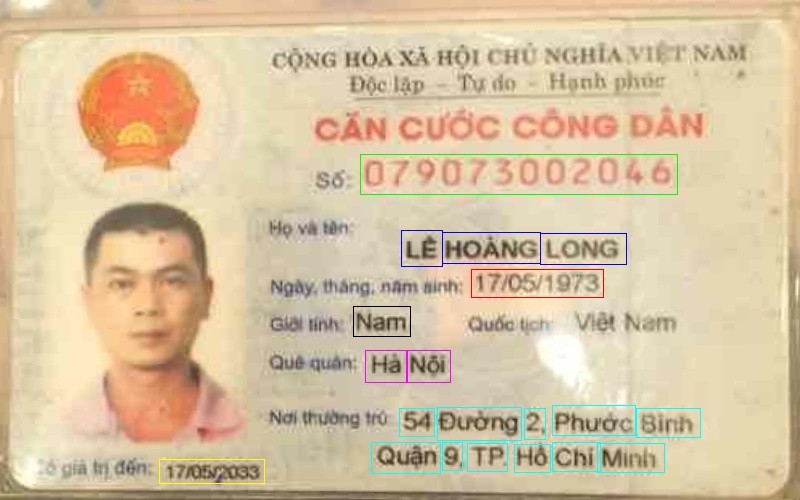 CỘNG HÒA XÃ HỘI CHỦ NGHĨA VIỆT NAM
Độc lập - Tự do - Hạnh phúc
CĂN CƯỚC CÔNG DÂN
Số: 079073002046
Họ và tên:
LÊ HOÀNG LONG
Ngày, tháng, năm sinh: 17/05/1973
Giới tính: Nam Quốc tịch: Việt Nam
Quê quán: Hà Nội
Nơi thường trú: 54 Đường 2, Phước Bình
Quận 9, TP. Hồ Chí Minh
Có giá trị đến: 17/05/2033